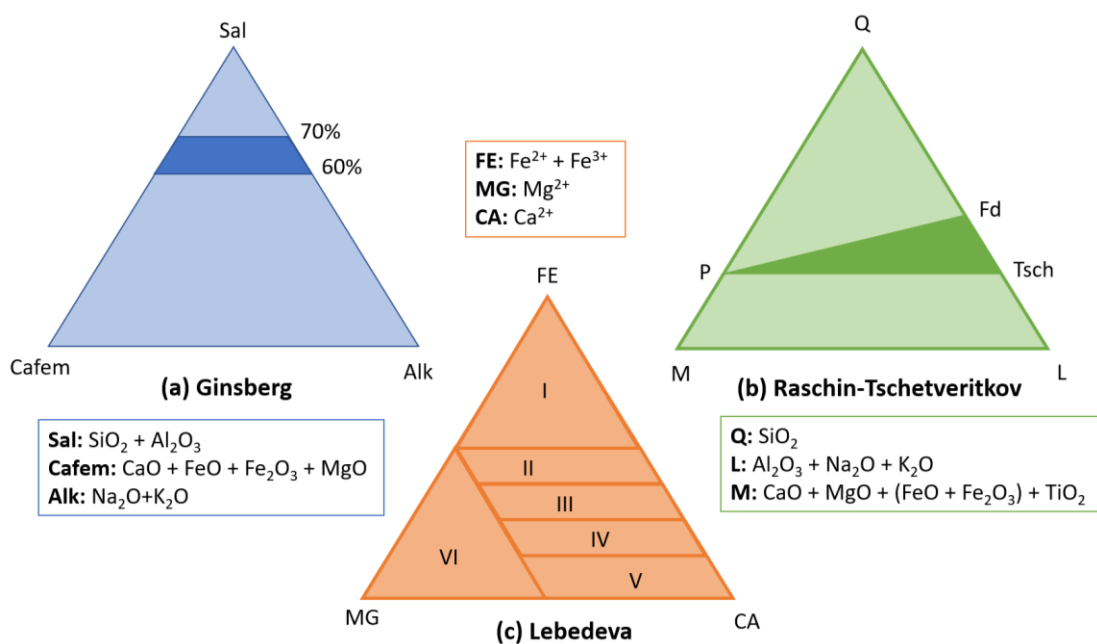 Sal
70%
60%
Cafem
Alk
(a) Ginsberg
Sal: SiO₂ + Al₂O₃
Cafem: CaO + FeO + Fe₂O₃ + MgO
Alk: Na₂O+K₂O
FE: Fe²⁺ + Fe³⁺
MG: Mg²⁺
CA: Ca²⁺
FE
I
II
III
IV
V
VI
MG
CA
(c) Lebedeva
Q
Fd
P
Tsch
M
L
(b) Raschin-Tschetveritkov
Q: SiO₂
L: Al₂O₃ + Na₂O + K₂O
M: CaO + MgO + (FeO + Fe₂O₃) + TiO₂